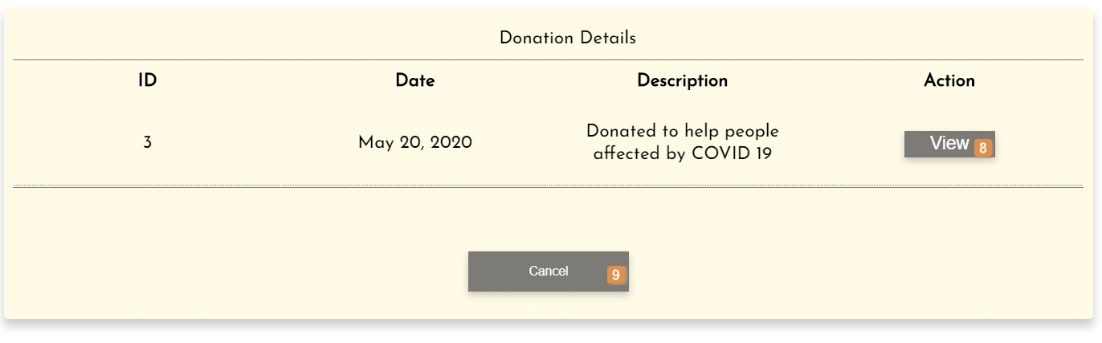 Donation Details
ID Date Description Action
3 May 20, 2020 Donated to help people affected by COVID 19 View 8
Cancel 9